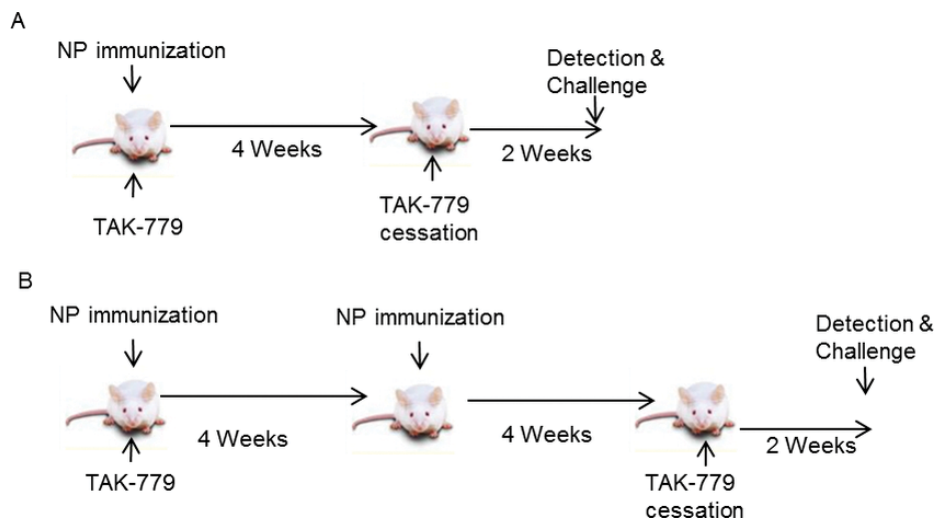 A
NP immunization
Detection &
Challenge
4 Weeks
2 Weeks
TAK-779
TAK-779
cessation
B
NP immunization
NP immunization
Detection &
Challenge
4 Weeks
4 Weeks
2 Weeks
TAK-779
TAK-779
cessation